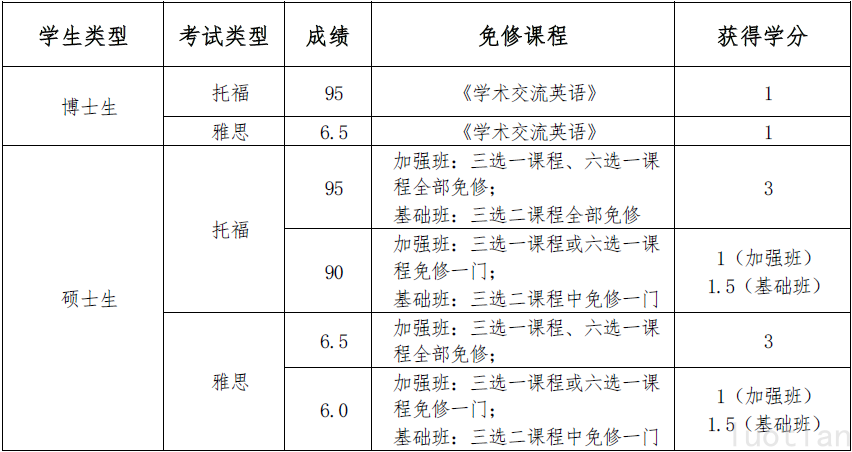 学生类型 考试类型 成绩 免修课程 获得学分
博士生
托福 95 《学术交流英语》 1
雅思 6.5 《学术交流英语》 1
硕士生
托福
95
加强班：三选一课程、六选一课
程全部免修；
基础班：三选二课程全部免修
3
90
加强班：三选一课程或六选一课
程免修一门；
基础班：三选二课程中免修一门
1（加强班）
1.5（基础班）
雅思
6.5
加强班：三选一课程、六选一课
程全部免修；
3
6.0
加强班：三选一课程或六选一课
程免修一门；
基础班：三选二课程中免修一门
1（加强班）
1.5（基础班）
luotian